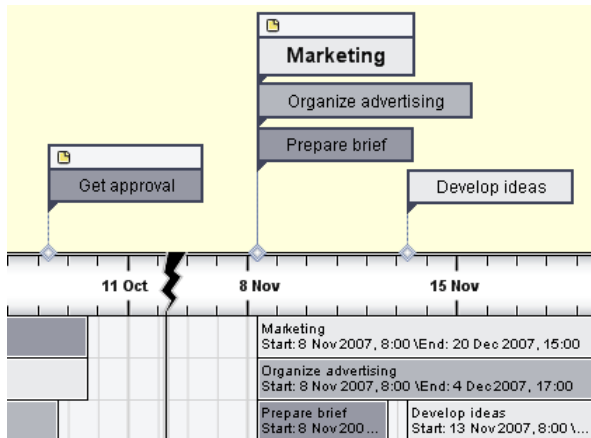 Marketing
Organize advertising
Prepare brief
Get approval
Develop ideas
11 Oct
8 Nov
15 Nov
Marketing
Start: 8 Nov 2007, 8:00 \End: 20 Dec 2007, 15:00
Organize advertising
Start: 8 Nov 2007, 8:00 \End: 4 Dec 2007, 17:00
Prepare brief
Start: 8 Nov 200...
Develop ideas
Start: 13 Nov 2007, 8:00 \...